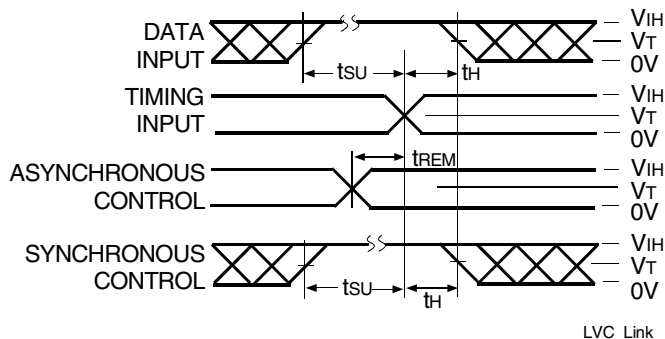 DATA
INPUT
tSU
tH
VIH
VT
0V
TIMING
INPUT
VIH
VT
0V
ASYNCHRONOUS
CONTROL
tREM
VIH
VT
0V
SYNCHRONOUS
CONTROL
tSU
tH
VIH
VT
0V
LVC Link